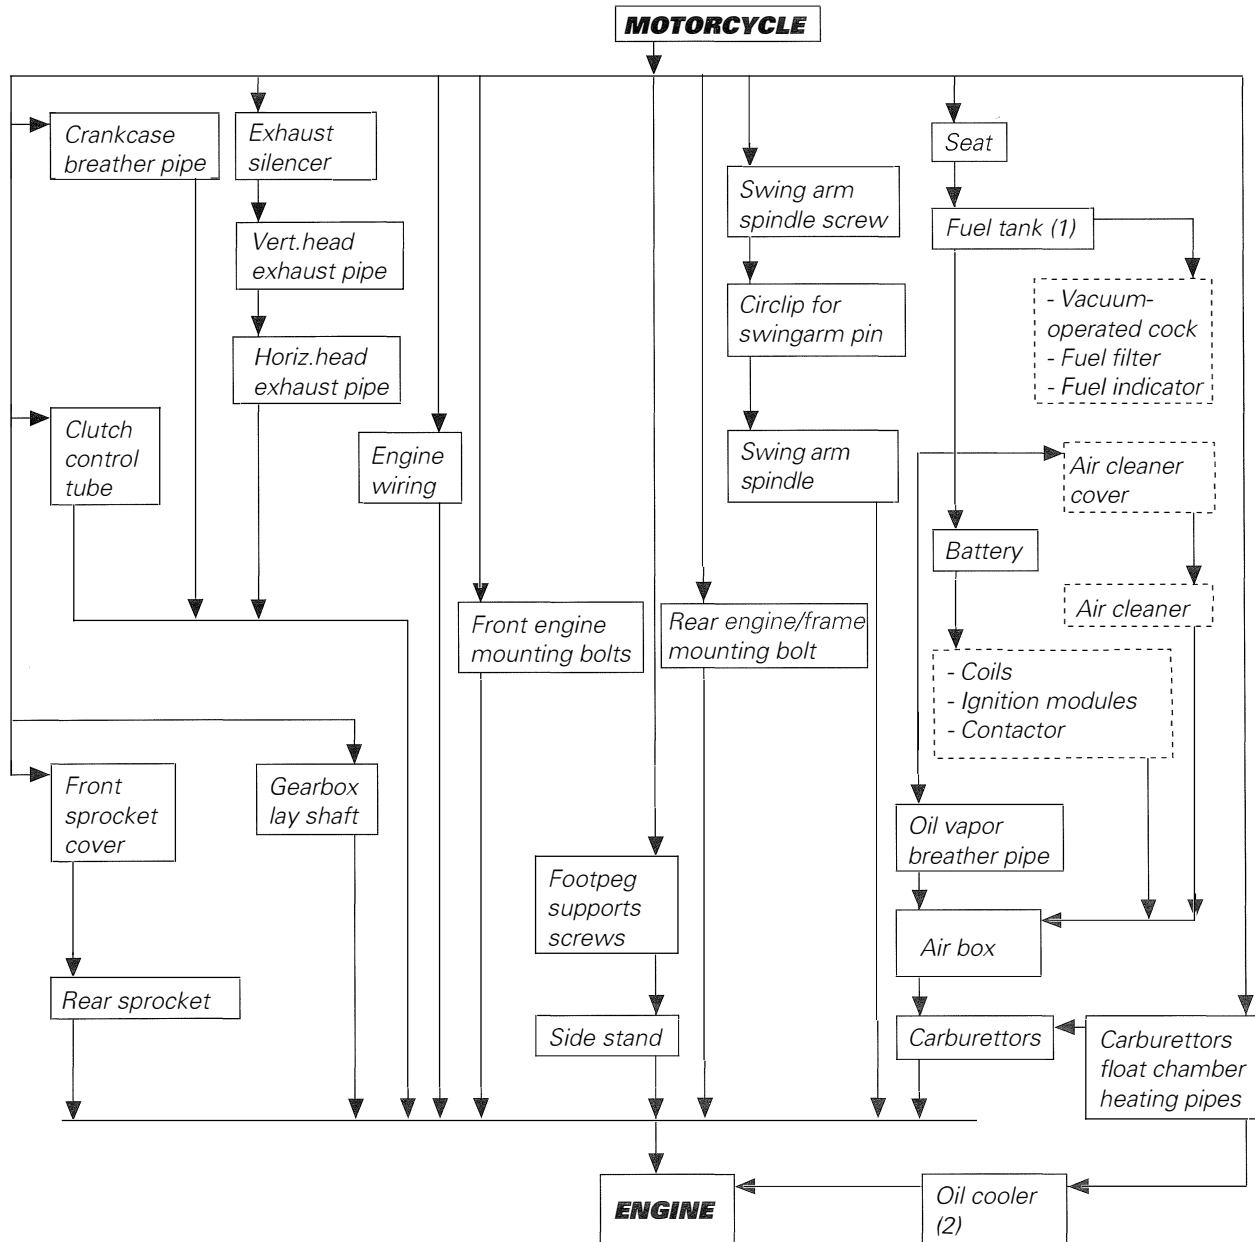 MOTORCYCLE
Crankcase
breather pipe
Exhaust
silencer
Seat
Swing arm
spindle screw
Fuel tank (1)
Vert.head
exhaust pipe
- Vacuum-
operated cock
- Fuel filter
- Fuel indicator
Circlip for
swingarm pin
Horiz.head
exhaust pipe
Clutch
control
tube
Engine
wiring
Swing arm
spindle
Air cleaner
cover
Battery
Air cleaner
Front engine
mounting bolts
Rear engine/frame
mounting bolt
- Coils
- Ignition modules
- Contactor
Front
sprocket
cover
Gearbox
lay shaft
Oil vapor
breather pipe
Footpeg
supports
screws
Air box
Rear sprocket
Side stand
Carburettors
Carburettors
float chamber
heating pipes
ENGINE
Oil cooler
(2)